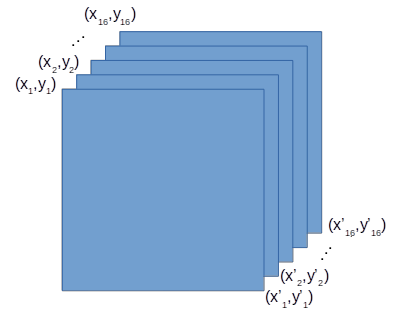 (x₁₆,y₁₆)
⋰
(x₂,y₂)
(x₁,y₁)
(x'₁₆,y'₁₆)
⋰
(x'₂,y'₂)
(x'₁,y'₁)